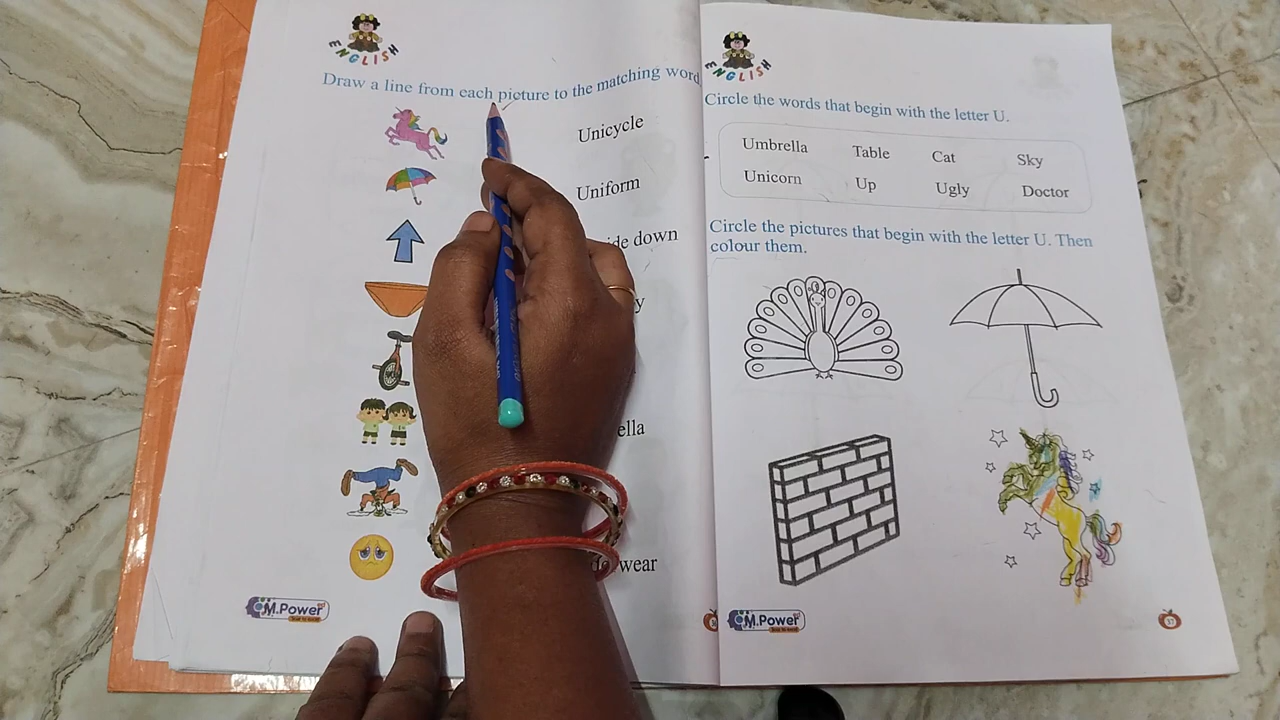 ENGLISH
Draw a line from each picture to the matching word
Unicycle
Uniform
down
wear
M.Power
ENGLISH
Circle the words that begin with the letter U.
Umbrella Table Cat Sky
Unicorn Up Ugly Doctor
Circle the pictures that begin with the letter U. Then
colour them.
M.Power
37